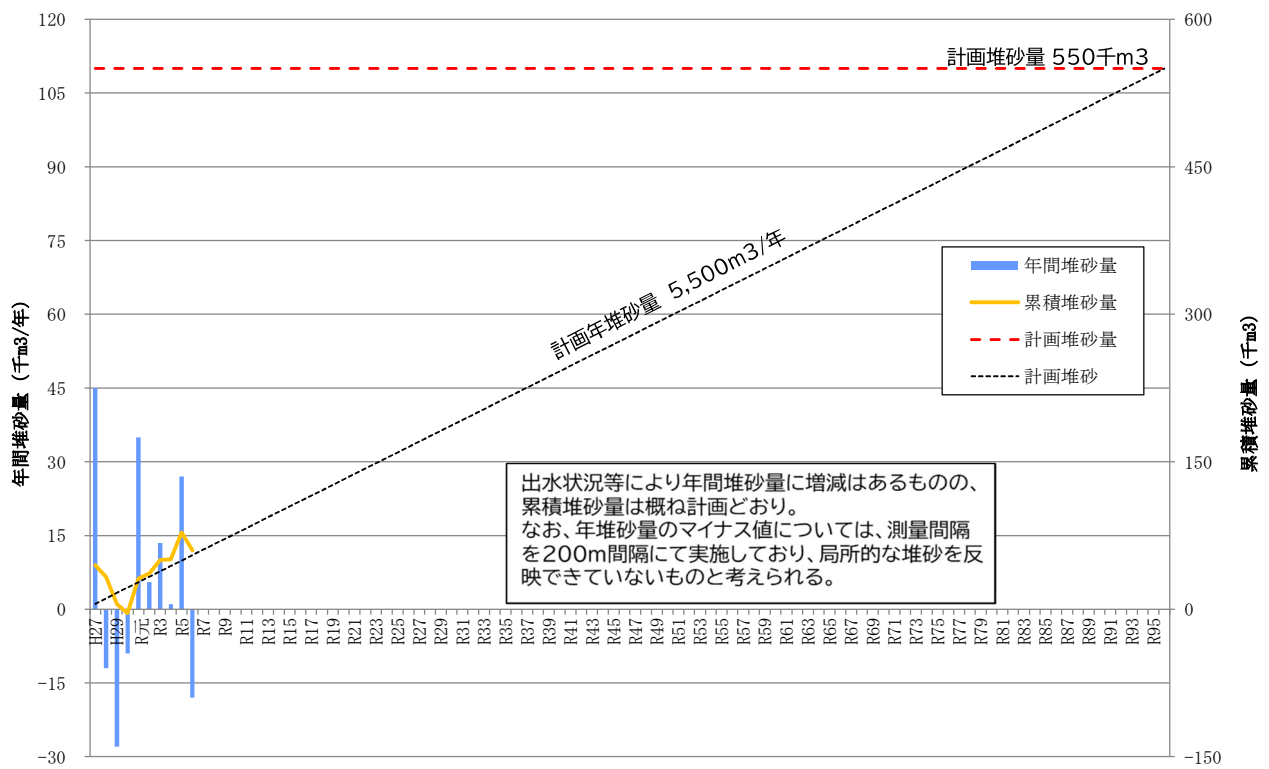 120
105
90
75
60
45
30
15
0
-15
-30
年間堆砂量（千m3/年）
600
450
300
150
0
-150
累積堆砂量（千m3）
計画堆砂量 550千m3
計画年堆砂量 5,500m3/年
年間堆砂量
累積堆砂量
計画堆砂量
計画堆砂
出水状況等により年間堆砂量に増減はあるものの、
累積堆砂量は概ね計画どおり。
なお、年堆砂量のマイナス値については、測量間隔
を200m間隔にて実施しており、局所的な堆砂を反
映できていないものと考えられる。
H27 H29 R元 R3 R5 R7 R9 R11 R13 R15 R17 R19 R21 R23 R25 R27 R29 R31 R33 R35 R37 R39 R41 R43 R45 R47 R49 R51 R53 R55 R57 R59 R61 R63 R65 R67 R69 R71 R73 R75 R77 R79 R81 R83 R85 R87 R89 R91 R93 R95